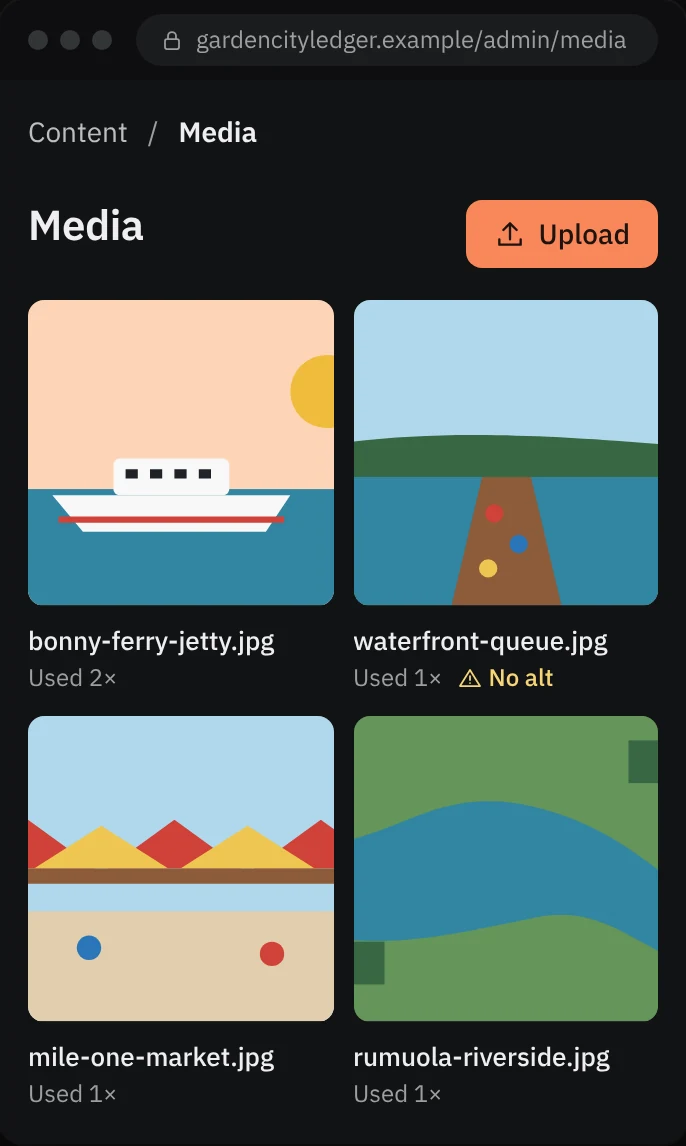 gardencityledger.example/admin/media
Content / Media
Media
Upload
bonny-ferry-jetty.jpg
Used 2×
waterfront-queue.jpg
Used 1× No alt
mile-one-market.jpg
Used 1×
rumuola-riverside.jpg
Used 1×